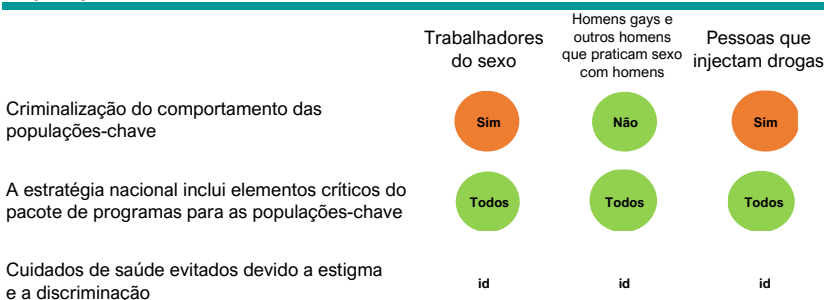 Trabalhadores
do sexo
Homens gays e
outros homens
que praticam sexo
com homens
Pessoas que
injectam drogas
Criminalização do comportamento das
populações-chave
Sim
Não
Sim
A estratégia nacional inclui elementos críticos do
pacote de programas para as populações-chave
Todos
Todos
Todos
Cuidados de saúde evitados devido a estigma
e a discriminação
id
id
id